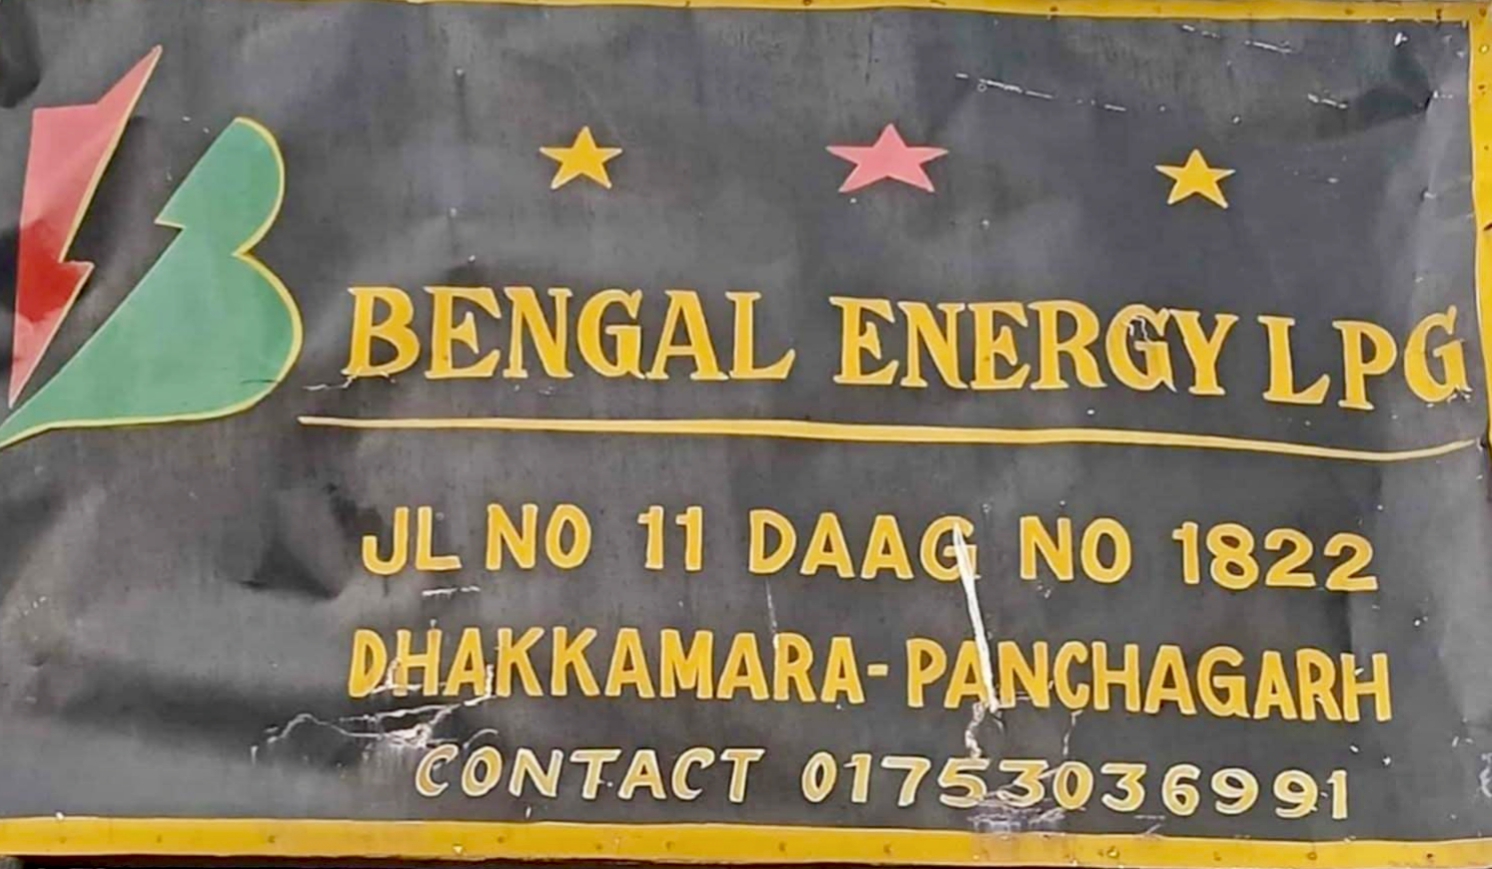 BENGAL ENERGY LPG
JL NO 11 DAAG NO 1822
DHAKKAMARA-PANCHAGARH
CONTACT 01753036991